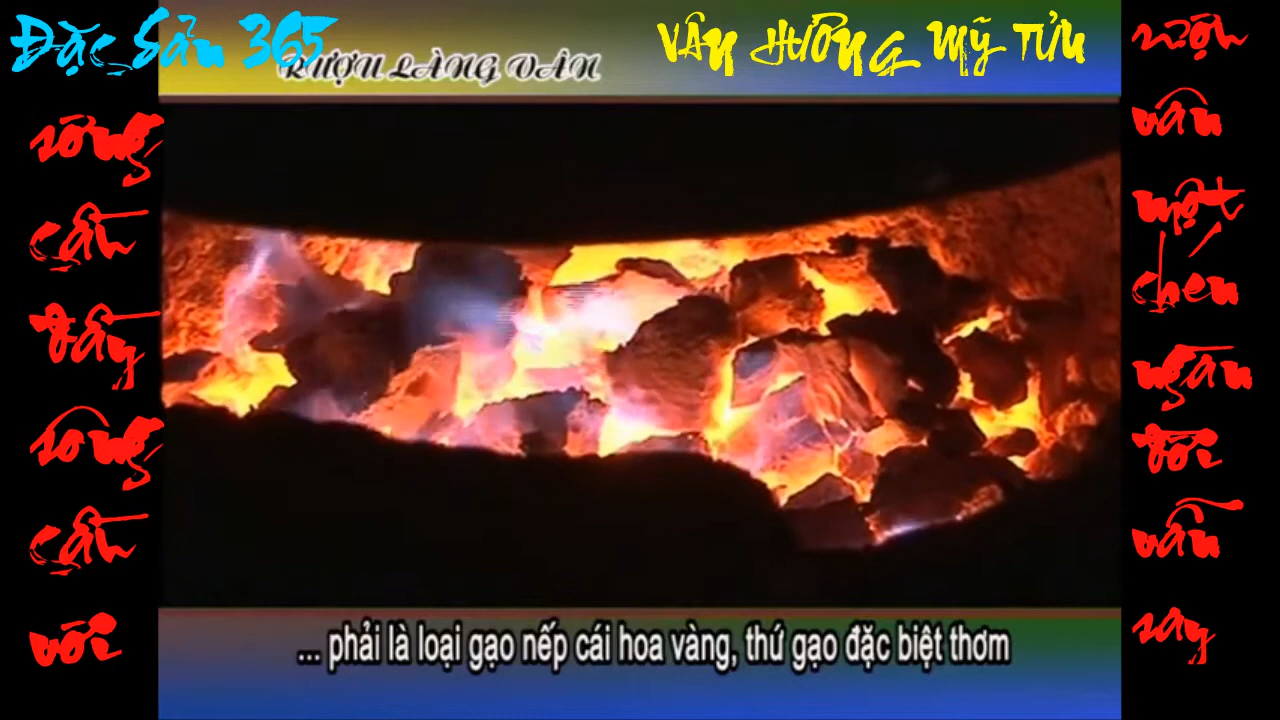 Đặc Sản 365
RƯỢU LÀNG VÂN
VÂN HƯƠNG MỸ TỬU
sông
cầu
đầy
sông
cầu
vơi
rượu
vân
một
chén
ngàn
đời
vẫn
say
... phải là loại gạo nếp cái hoa vàng, thứ gạo đặc biệt thơm